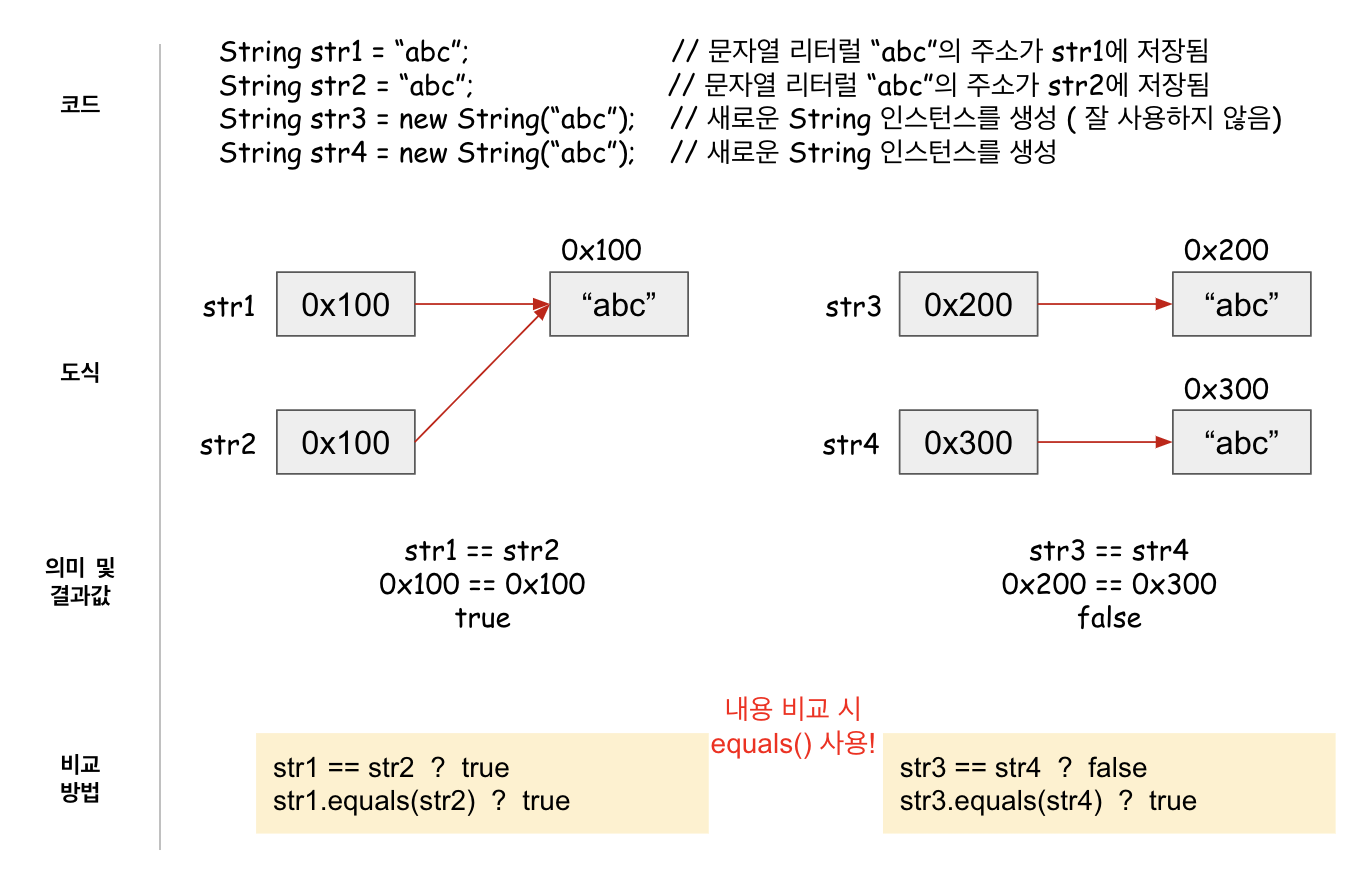 코드
String str1 = “abc”; // 문자열 리터럴 “abc”의 주소가 str1에 저장됨
String str2 = “abc”; // 문자열 리터럴 “abc”의 주소가 str2에 저장됨
String str3 = new String(“abc”); // 새로운 String 인스턴스를 생성 ( 잘 사용하지 않음)
String str4 = new String(“abc”); // 새로운 String 인스턴스를 생성
도식
0x100
str1 0x100 “abc”
str2 0x100
0x200
str3 0x200 “abc”
0x300
str4 0x300 “abc”
의미 및
결과값
str1 == str2
0x100 == 0x100
true
str3 == str4
0x200 == 0x300
false
비교
방법
str1 == str2 ? true
str1.equals(str2) ? true
내용 비교 시
equals() 사용!
str3 == str4 ? false
str3.equals(str4) ? true